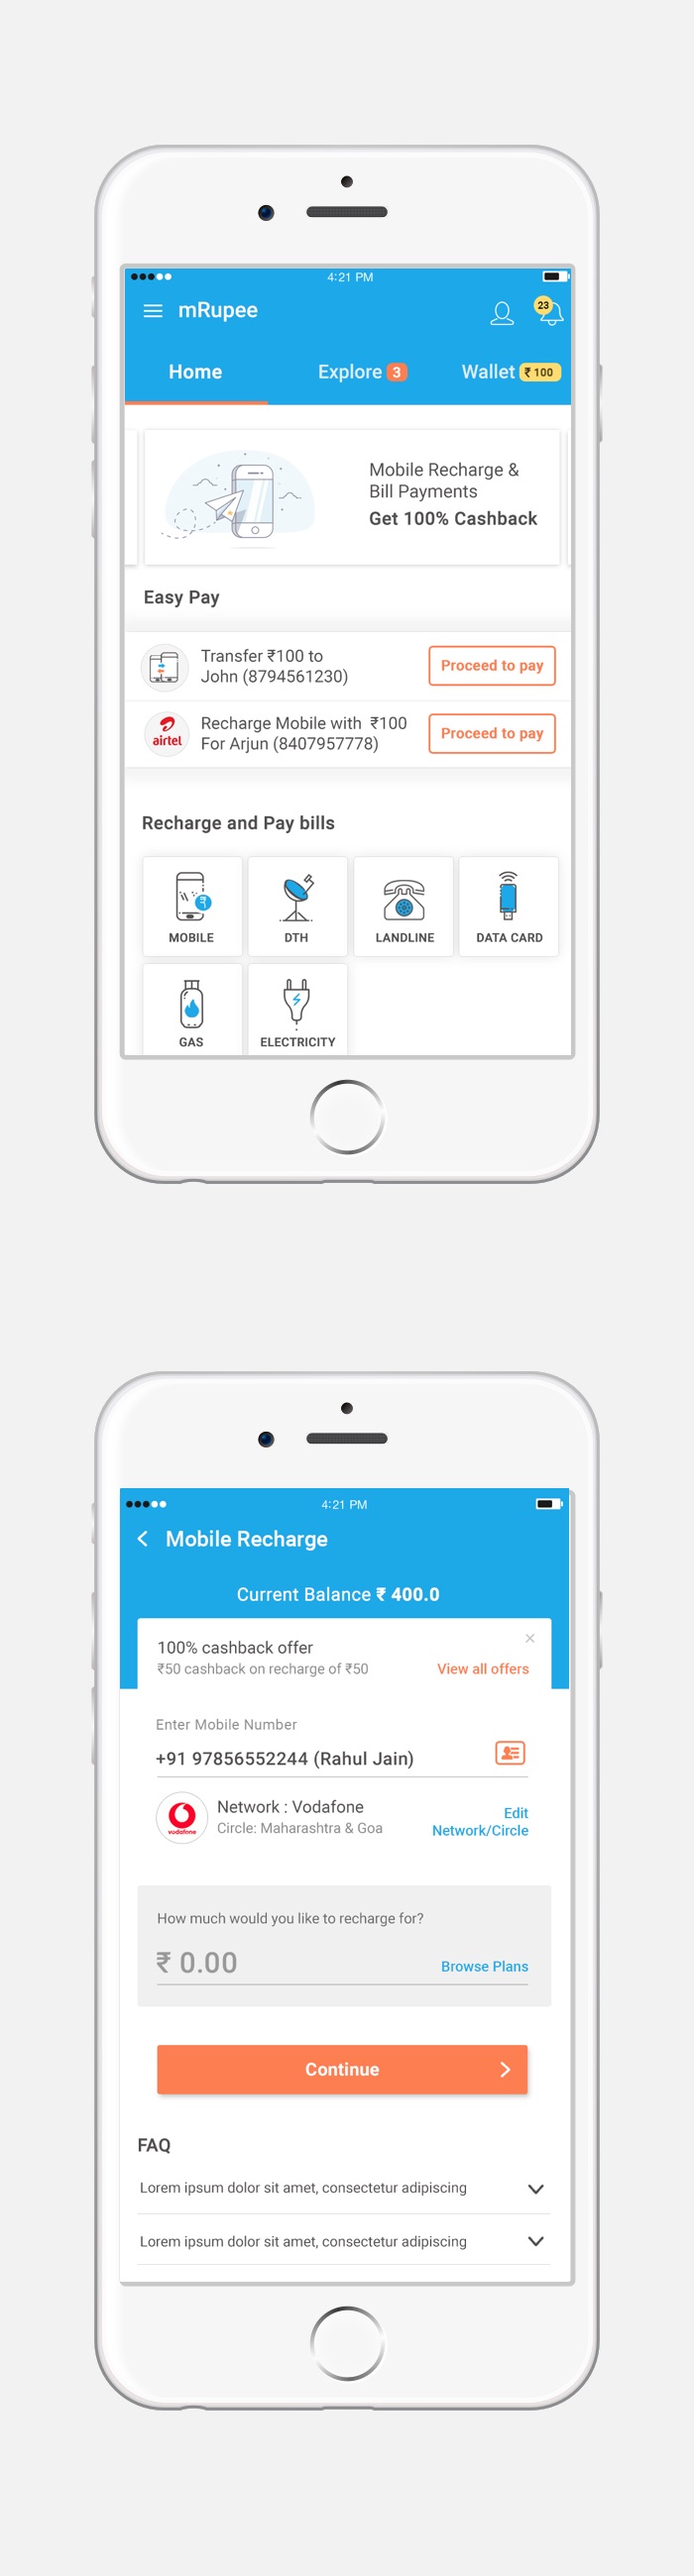 4:21 PM
mRupee
23
Home
Explore 3
Wallet ₹ 100
Mobile Recharge &
Bill Payments
Get 100% Cashback
Easy Pay
Transfer ₹100 to
John (8794561230)
Proceed to pay
airtel
Recharge Mobile with ₹100
For Arjun (8407957778)
Proceed to pay
Recharge and Pay bills
MOBILE
DTH
LANDLINE
DATA CARD
GAS
ELECTRICITY
4:21 PM
Mobile Recharge
Current Balance ₹ 400.0
100% cashback offer
₹50 cashback on recharge of ₹50
View all offers
Enter Mobile Number
+91 97856552244 (Rahul Jain)
vodafone
Network : Vodafone
Circle: Maharashtra & Goa
Edit
Network/Circle
How much would you like to recharge for?
₹ 0.00
Browse Plans
Continue
FAQ
Lorem ipsum dolor sit amet, consectetur adipiscing
Lorem ipsum dolor sit amet, consectetur adipiscing